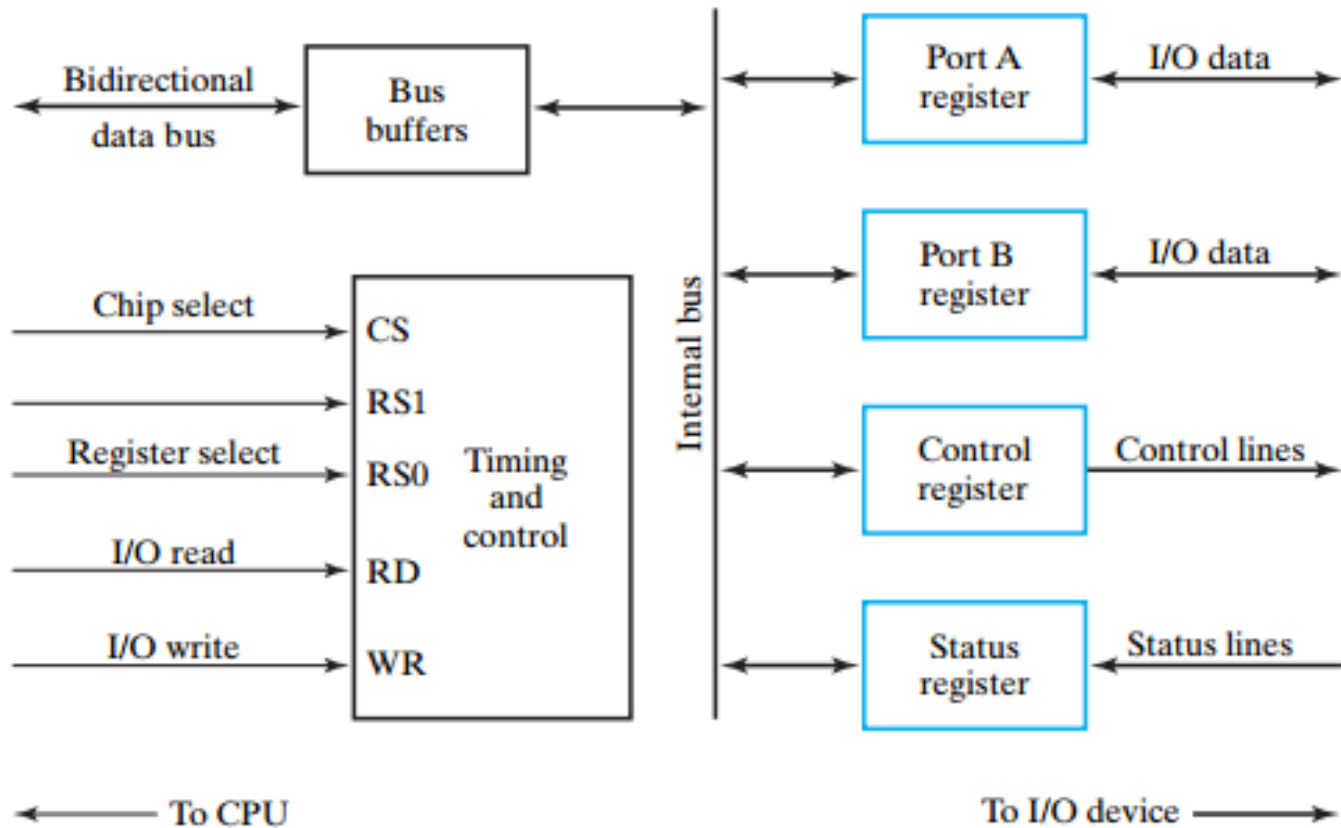 Bidirectional
data bus
Bus
buffers
Port A
register
I/O data
Port B
register
I/O data
Internal bus
Chip select
CS
RS1
Register select
RS0
Timing
and
control
I/O read
RD
I/O write
WR
Control
register
Control lines
Status
register
Status lines
To CPU
To I/O device